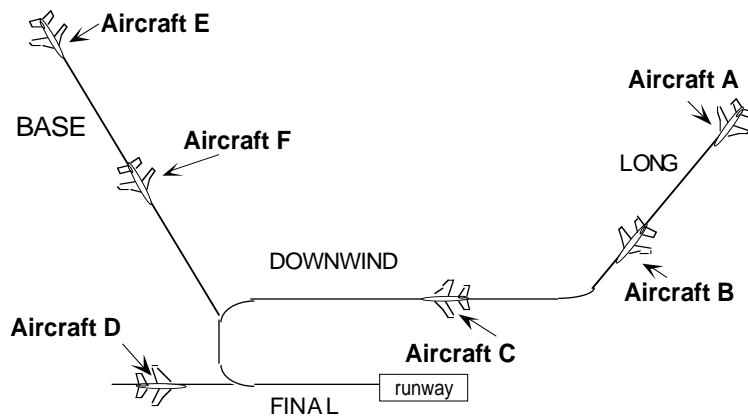 Aircraft E
Aircraft A
BASE
Aircraft F
LONG
DOWNWIND
Aircraft B
Aircraft D
Aircraft C
runway
FINAL